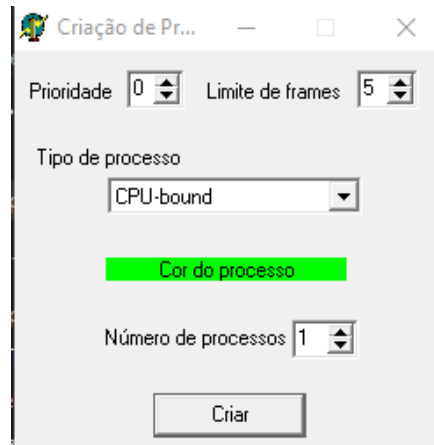 Criação de Pr...
Prioridade 0 Limite de frames 5
Tipo de processo
CPU-bound
Cor do processo
Número de processos 1
Criar